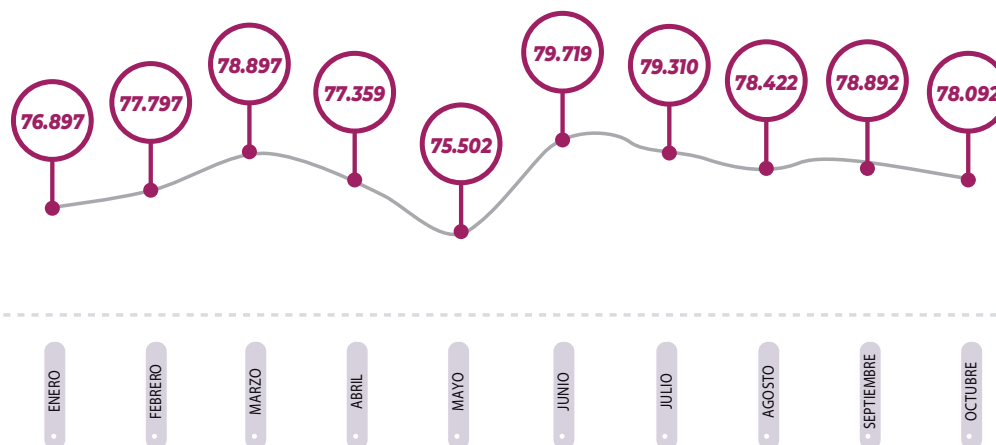 76.897
77.797
78.897
77.359
75.502
79.719
79.310
78.422
78.892
78.092
ENERO
FEBRERO
MARZO
ABRIL
MAYO
JUNIO
JULIO
AGOSTO
SEPTIEMBRE
OCTUBRE